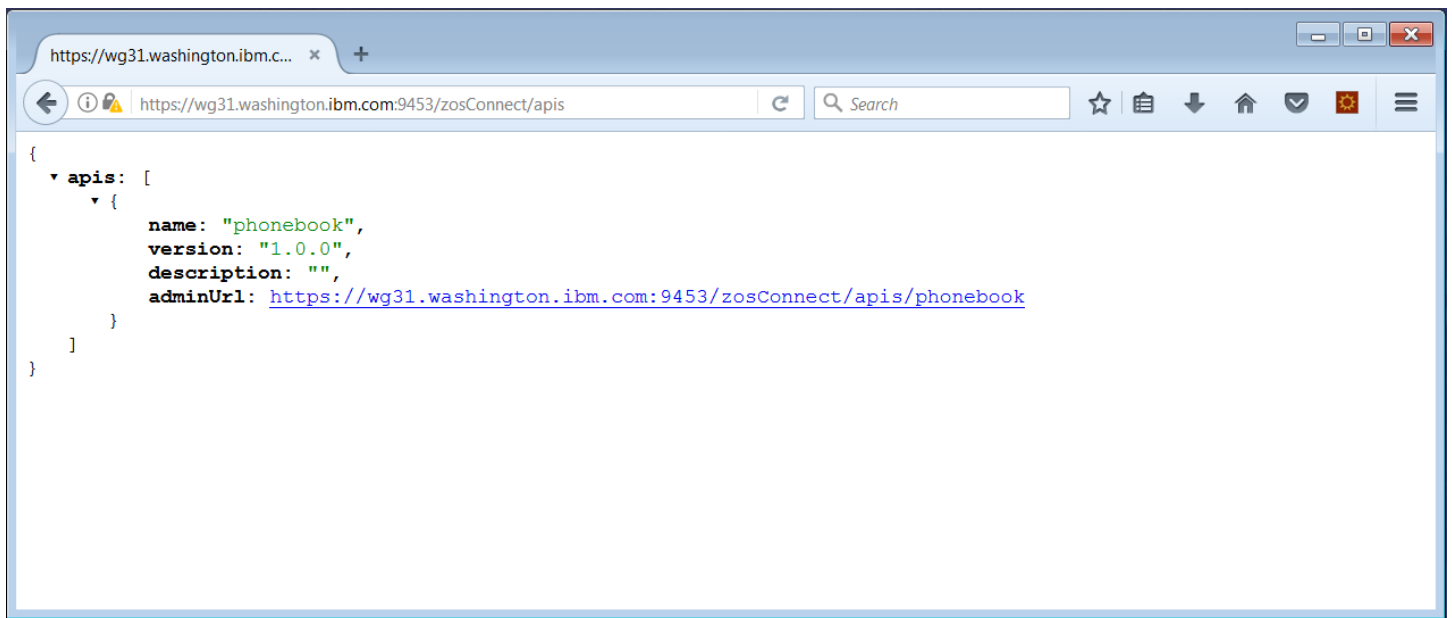 https://wg31.washington.ibm.c...
https://wg31.washington.ibm.com:9453/zosConnect/apis
Search
{
apis: [
{
name: "phonebook",
version: "1.0.0",
description: "",
adminUrl: https://wg31.washington.ibm.com:9453/zosConnect/apis/phonebook
}
]
}